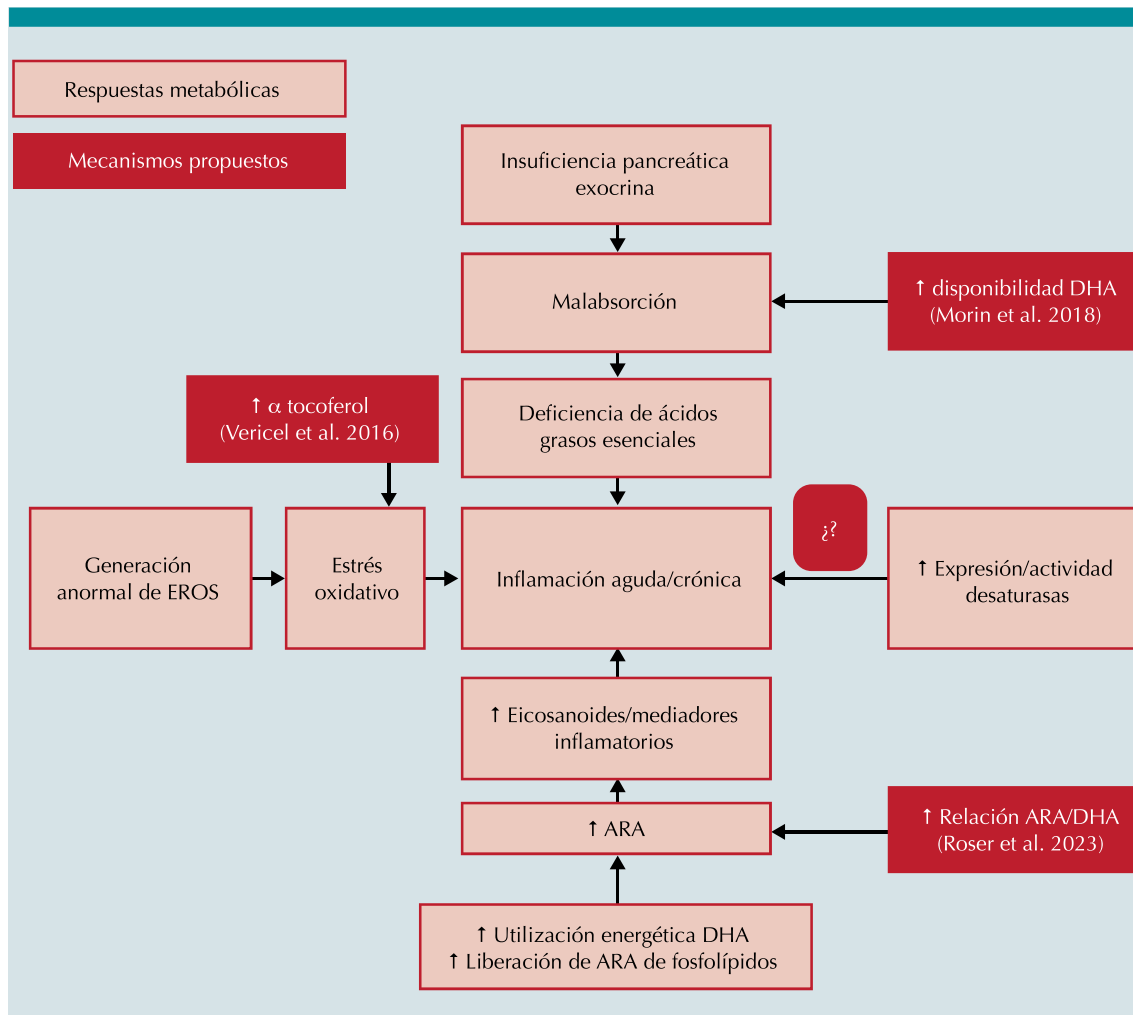 Respuestas metabólicas
Mecanismos propuestos
Insuficiencia pancreática
exocrina
Malabsorción
↑ disponibilidad DHA
(Morin et al. 2018)
↑ α tocoferol
(Vericel et al. 2016)
Deficiencia de ácidos
grasos esenciales
Generación
anormal de EROS
Estrés
oxidativo
Inflamación aguda/crónica
¿?
↑ Expresión/actividad
desaturasas
↑ Eicosanoides/mediadores
inflamatorios
↑ ARA
↑ Relación ARA/DHA
(Roser et al. 2023)
↑ Utilización energética DHA
↑ Liberación de ARA de fosfolípidos